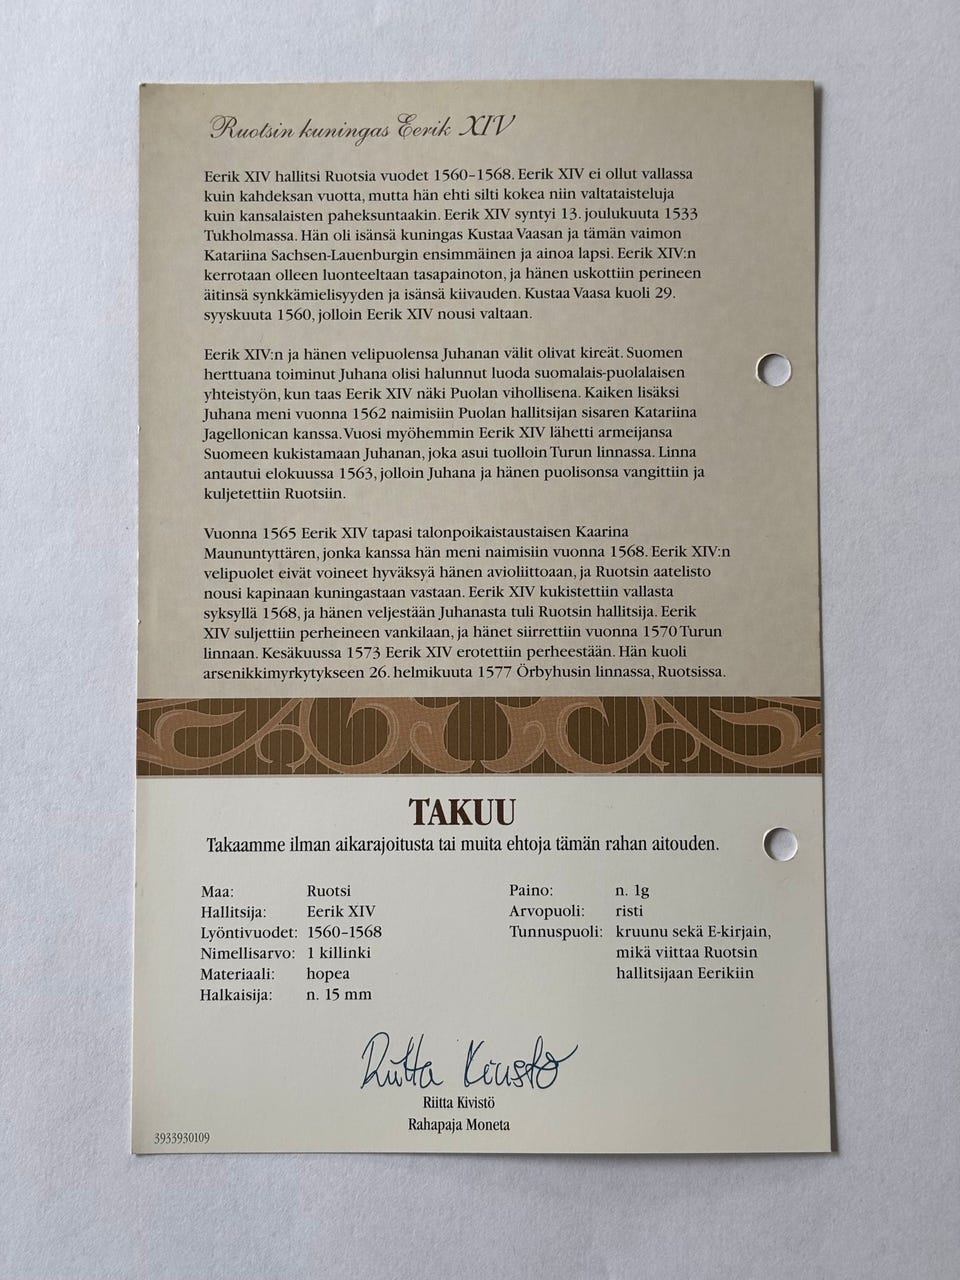 Ruotsin kuningas Eerik XIV
Eerik XIV hallitsi Ruotsia vuodet 1560–1568. Eerik XIV ei ollut vallassa
kuin kahdeksan vuotta, mutta hän ehti silti kokea niin valtataisteluja
kuin kansalaisten paheksuntaakin. Eerik XIV syntyi 13. joulukuuta 1533
Tukholmassa. Hän oli isänsä kuningas Kustaa Vaasan ja tämän vaimon
Katariina Sachsen-Lauenburgin ensimmäinen ja ainoa lapsi. Eerik XIV:n
kerrotaan olleen luonteeltaan tasapainoton, ja hänen uskottiin perineen
äitinsä synkkämielisyyden ja isänsä kiivauden. Kustaa Vaasa kuoli 29.
syyskuuta 1560, jolloin Eerik XIV nousi valtaan.
Eerik XIV:n ja hänen velipuolensa Juhanan välit olivat kireät. Suomen
herttuana toiminut Juhana olisi halunnut luoda suomalais-puolalaisen
yhteistyön, kun taas Eerik XIV näki Puolan vihollisena. Kaiken lisäksi
Juhana meni vuonna 1562 naimisiin Puolan hallitsijan sisaren Katariina
Jagellonican kanssa. Vuosi myöhemmin Eerik XIV lähetti armeijansa
Suomeen kukistamaan Juhanan, joka asui tuolloin Turun linnassa. Linna
antautui elokuussa 1563, jolloin Juhana ja hänen puolisonsa vangittiin ja
kuljetettiin Ruotsiin.
Vuonna 1565 Eerik XIV tapasi talonpoikaistaustaisen Kaarina
Maununtyttären, jonka kanssa hän meni naimisiin vuonna 1568. Eerik XIV:n
velipuolet eivät voineet hyväksyä hänen avioliittoaan, ja Ruotsin aatelisto
nousi kapinaan kuningastaan vastaan. Eerik XIV kukistettiin vallasta
syksyllä 1568, ja hänen veljestään Juhanasta tuli Ruotsin hallitsija. Eerik
XIV suljettiin perheineen vankilaan, ja hänet siirrettiin vuonna 1570 Turun
linnaan. Kesäkuussa 1573 Eerik XIV erotettiin perheestään. Hän kuoli
arsenikkimyrkytykseen 26. helmikuuta 1577 Örbyhusin linnassa, Ruotsissa.
TAKUU
Takaamme ilman aikarajoitusta tai muita ehtoja tämän rahan aitouden.
Maa: Ruotsi
Hallitsija: Eerik XIV
Lyöntivuodet: 1560–1568
Nimellisarvo: 1 killinki
Materiaali: hopea
Halkaisija: n. 15 mm
Paino: n. 1g
Arvopuoli: risti
Tunnuspuoli: kruunu sekä E-kirjain,
mikä viittaa Ruotsin
hallitsijaan Eerikiin
Riitta Kivistö
Riitta Kivistö
Rahapaja Moneta
3933930109